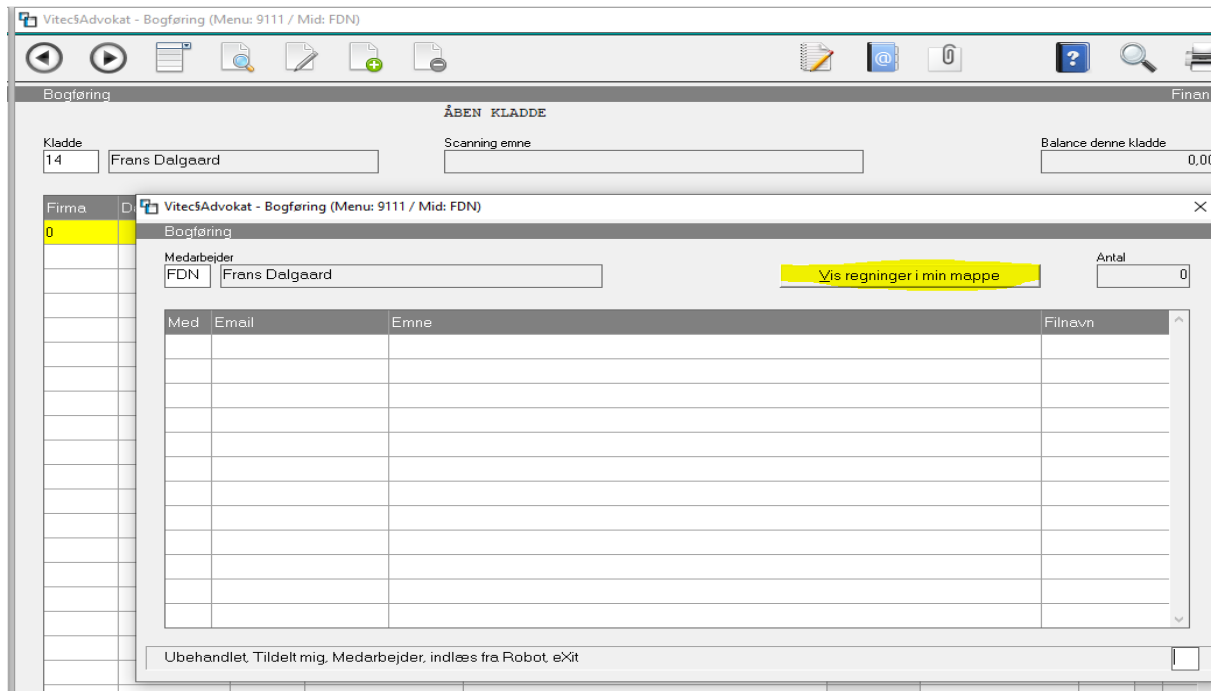 Vitec§Advokat - Bogføring (Menu: 9111 / Mid: FDN)
Bogføring
Finan
ÅBEN KLADDE
Kladde
Scanning emne
Balance denne kladde
14
Frans Dalgaard
0,00
Firma
D
0
Vitec§Advokat - Bogføring (Menu: 9111 / Mid: FDN)
Bogføring
Medarbejder
Antal
FDN
Frans Dalgaard
Vis regninger i min mappe
0
Med
Email
Emne
Filnavn
Ubehandlet, Tildelt mig, Medarbejder, indlæs fra Robot, eXit